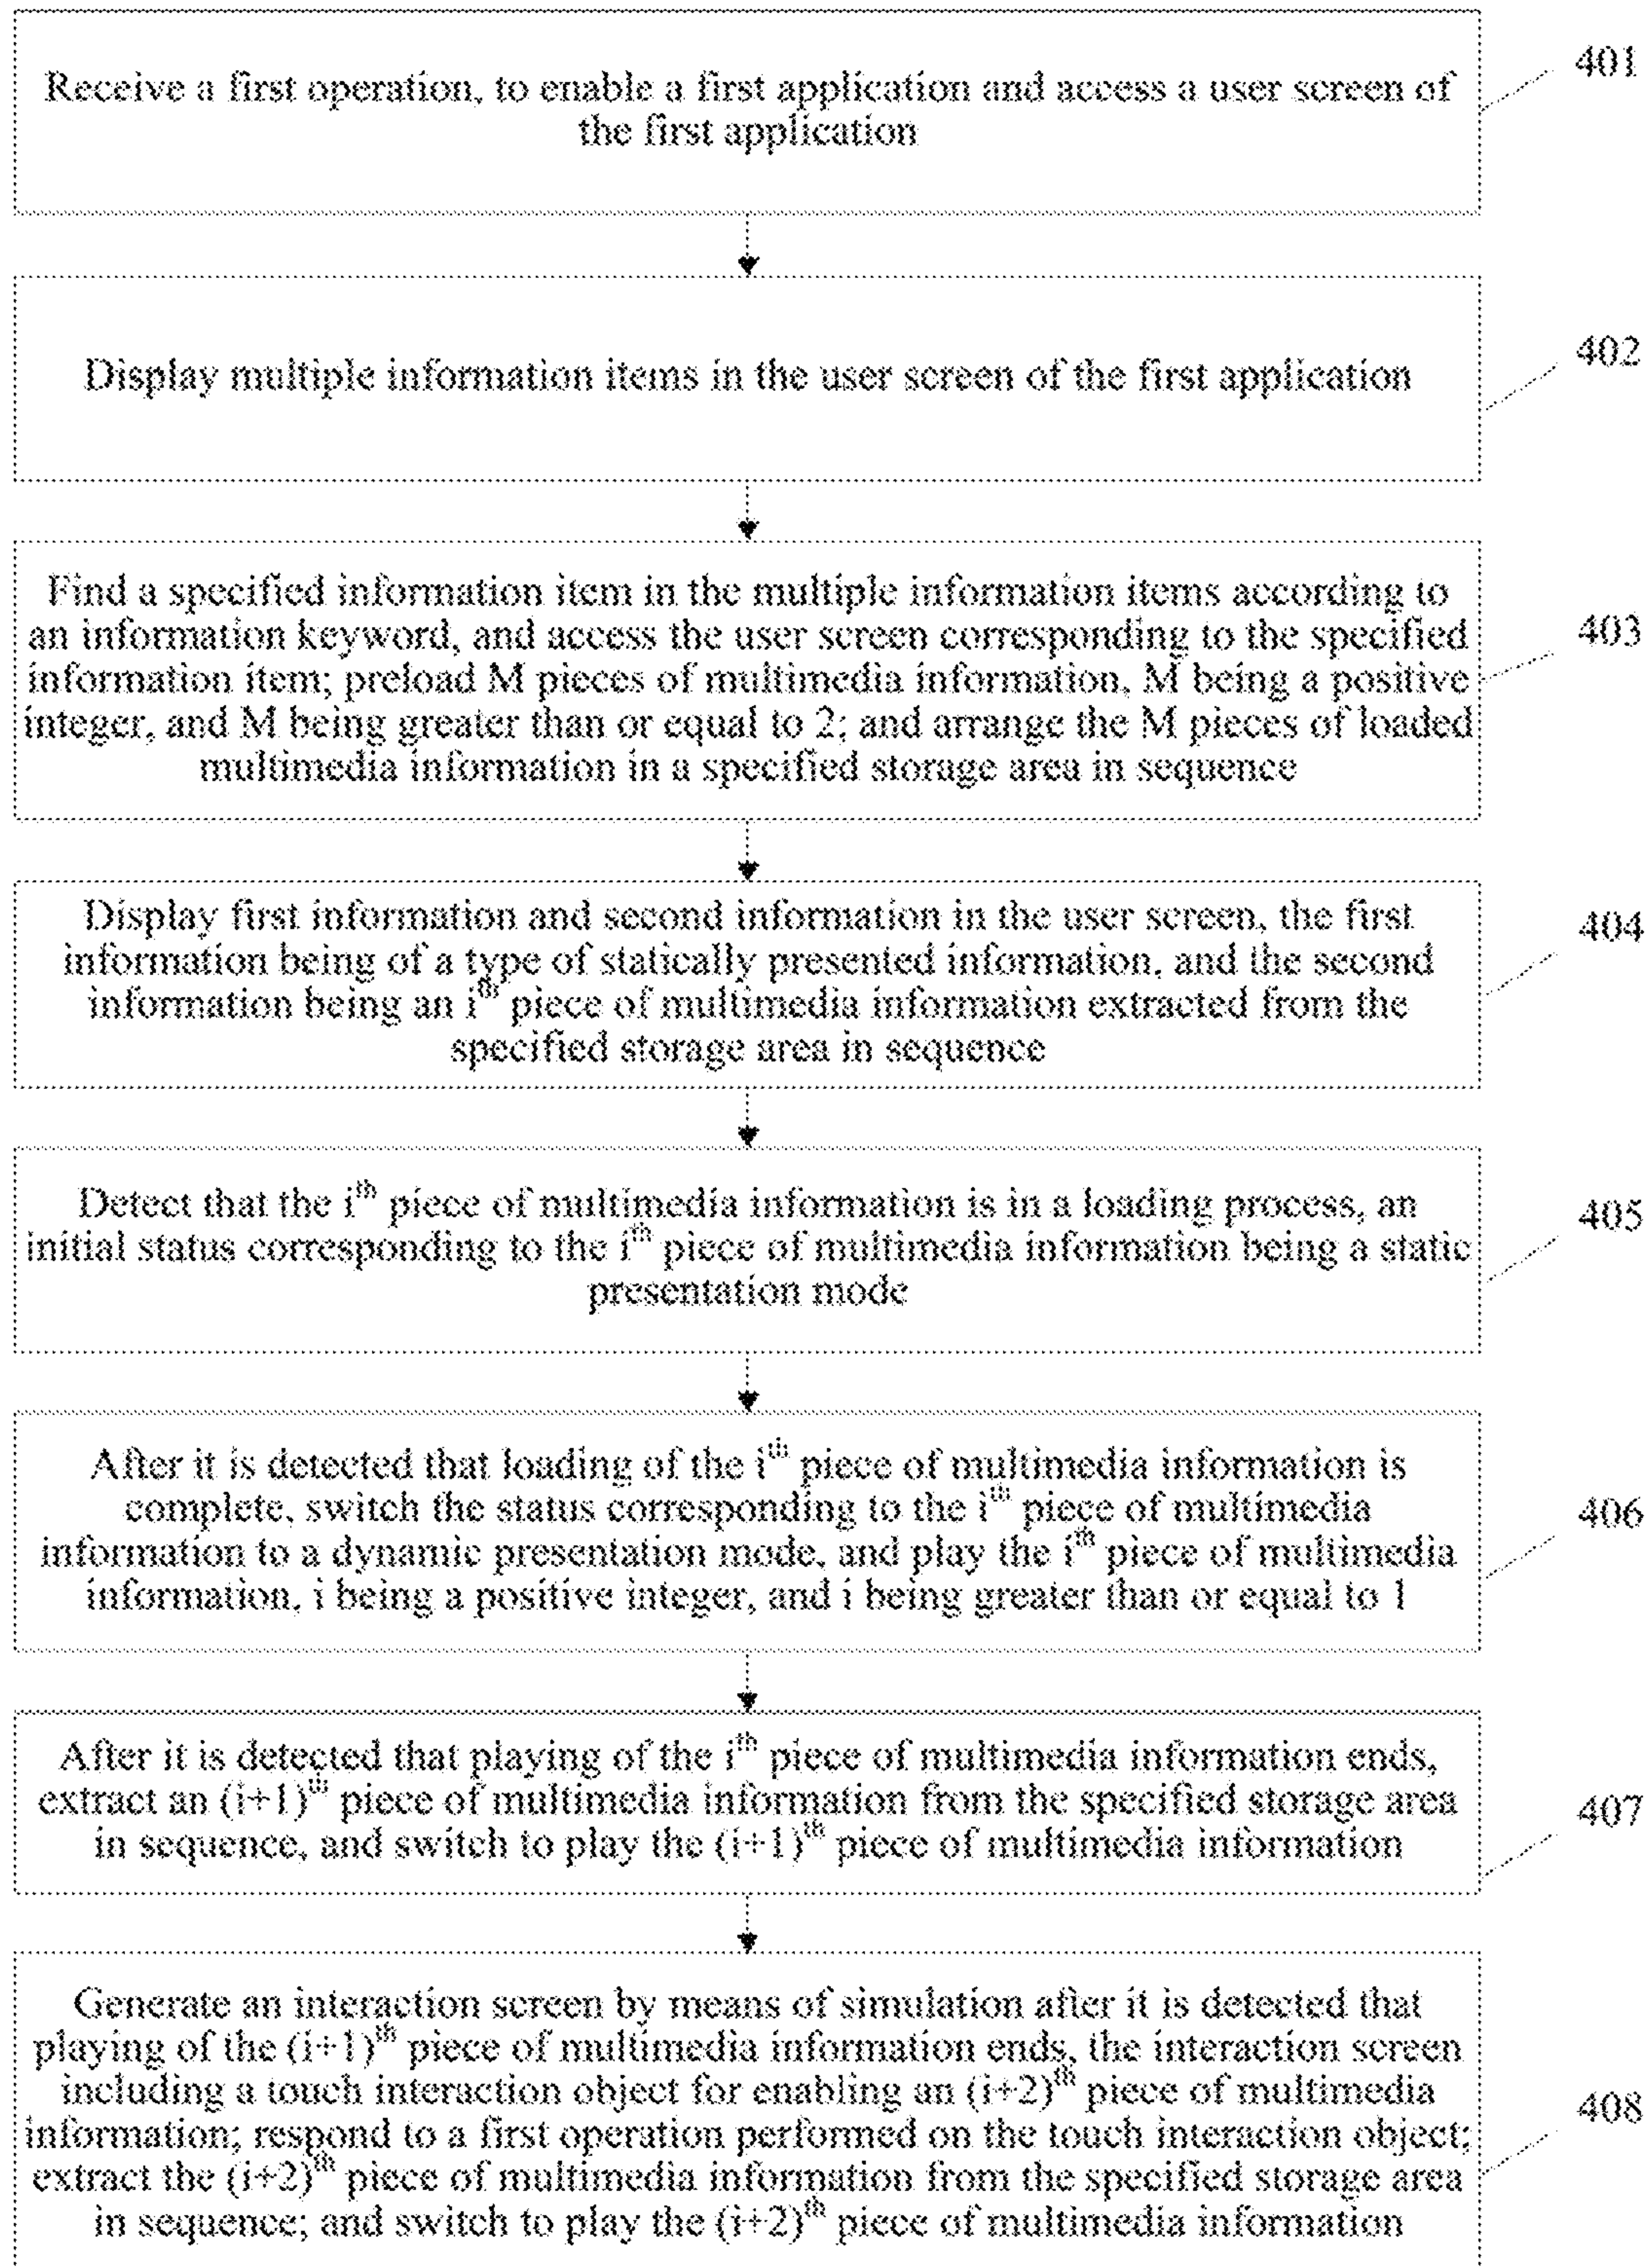 Receive a first operation, to enable a first application and access a user screen of
the first application
401
Display multiple information items in the user screen of the first application
402
Find a specified information item in the multiple information items according to
an information keyword, and access the user screen corresponding to the specified
information item; preload M pieces of multimedia information, M being a positive
integer, and M being greater than or equal to 2; and arrange the M pieces of loaded
multimedia information in a specified storage area in sequence
403
Display first information and second information in the user screen, the first
information being of a type of statically presented information, and the second
information being an i^th piece of multimedia information extracted from the
specified storage area in sequence
404
Detect that the i^th piece of multimedia information is in a loading process, an
initial status corresponding to the i^th piece of multimedia information being a static
presentation mode
405
After it is detected that loading of the i^th piece of multimedia information is
complete, switch the status corresponding to the i^th piece of multimedia
information to a dynamic presentation mode, and play the i^th piece of multimedia
information, i being a positive integer, and i being greater than or equal to 1
406
After it is detected that playing of the i^th piece of multimedia information ends,
extract an (i+1)^th piece of multimedia information from the specified storage area
in sequence, and switch to play the (i+1)^th piece of multimedia information
407
Generate an interaction screen by means of simulation after it is detected that
playing of the (i+1)^th piece of multimedia information ends, the interaction screen
including a touch interaction object for enabling an (i+2)^th piece of multimedia
information; respond to a first operation performed on the touch interaction object;
extract the (i+2)^th piece of multimedia information from the specified storage area
in sequence; and switch to play the (i+2)^th piece of multimedia information
408